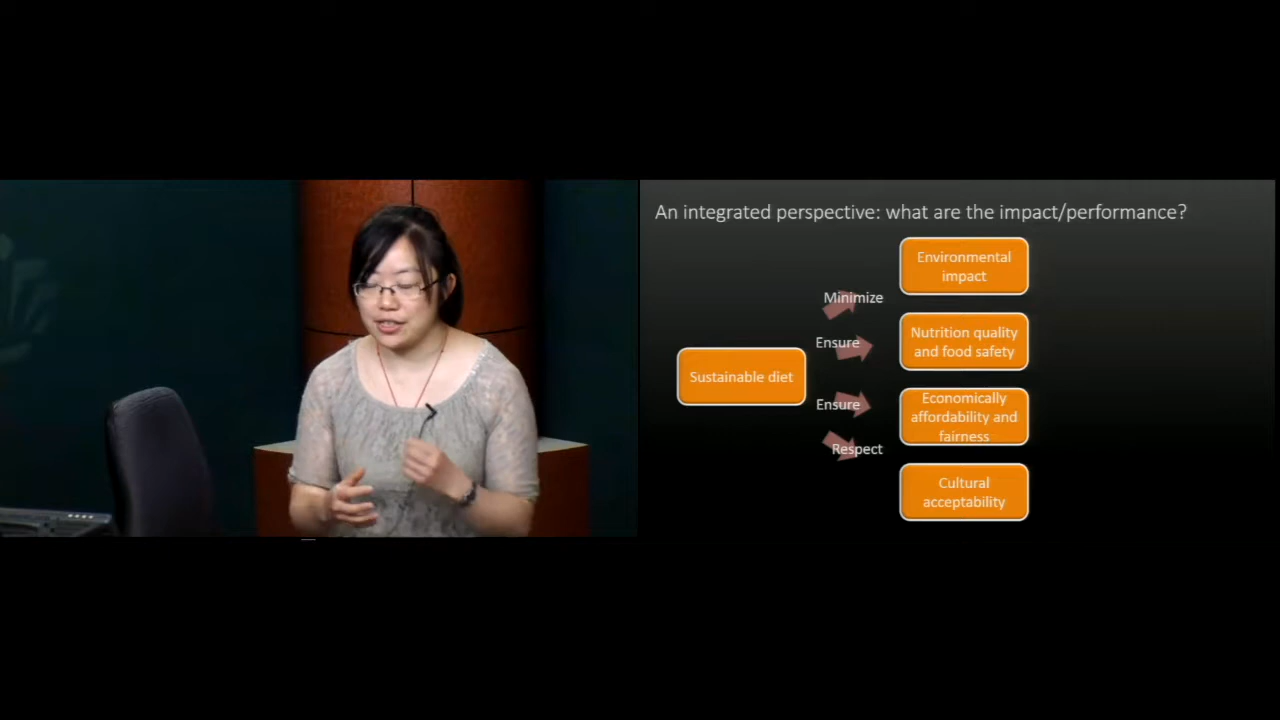 An integrated perspective: what are the impact/performance?
Environmental
impact
Minimize
Nutrition quality
and food safety
Ensure
Sustainable diet
Economically
affordability and
fairness
Ensure
Respect
Cultural
acceptability